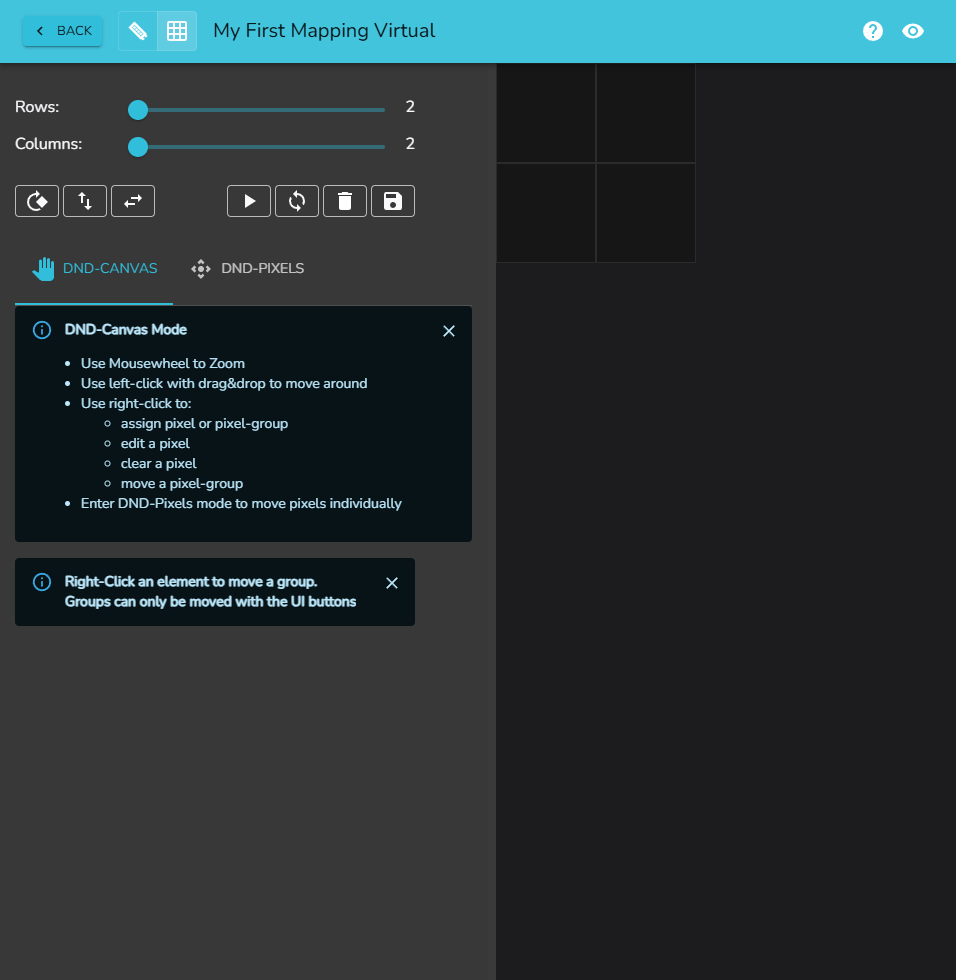 BACK
My First Mapping Virtual
Rows:
2
Columns:
2
DND-CANVAS
DND-PIXELS
DND-Canvas Mode
Use Mousewheel to Zoom
Use left-click with drag&drop to move around
Use right-click to:
assign pixel or pixel-group
edit a pixel
clear a pixel
move a pixel-group
Enter DND-Pixels mode to move pixels individually
Right-Click an element to move a group.
Groups can only be moved with the UI buttons